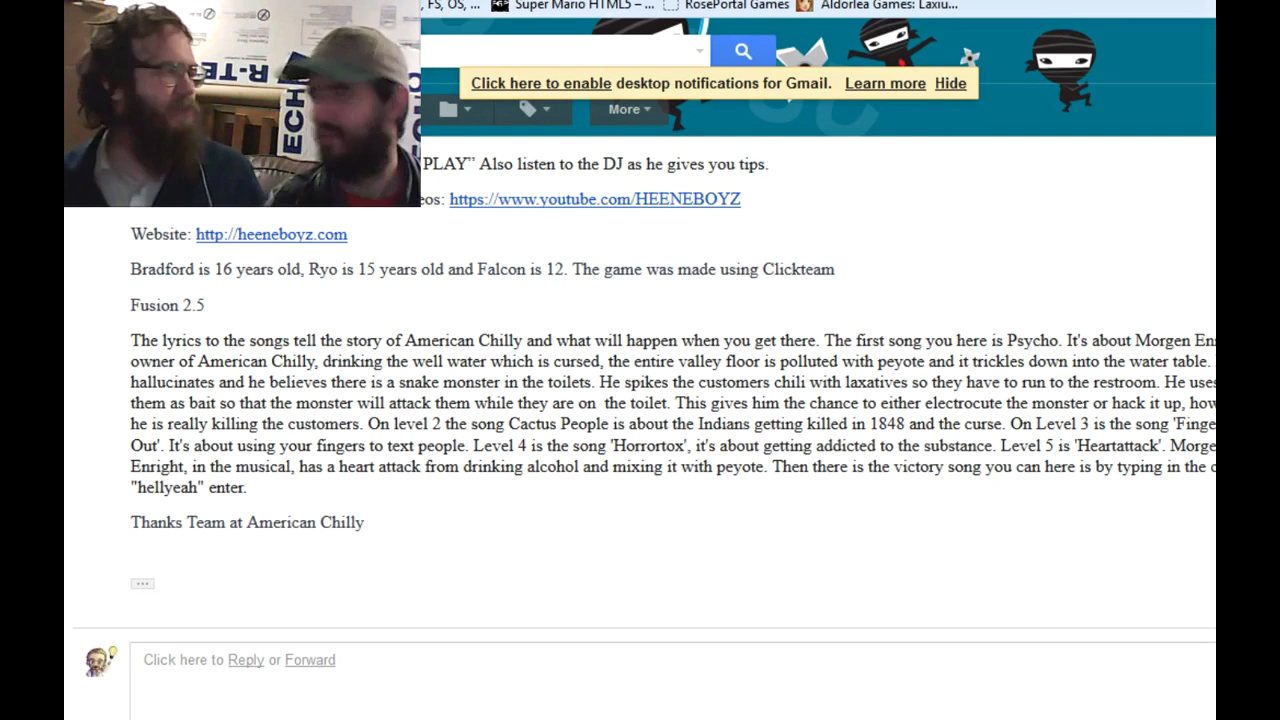 , FS, OS, ... Super Mario HTML5 – ... RosePortal Games Aldorlea Games: Laxiu...
Click here to enable desktop notifications for Gmail. Learn more Hide
More
PLAY” Also listen to the DJ as he gives you tips.
eos: https://www.youtube.com/HEENEBOYZ
Website: http://heeneboyz.com
Bradford is 16 years old, Ryo is 15 years old and Falcon is 12. The game was made using Clickteam
Fusion 2.5
The lyrics to the songs tell the story of American Chilly and what will happen when you get there. The first song you here is Psycho. It's about Morgen En
owner of American Chilly, drinking the well water which is cursed, the entire valley floor is polluted with peyote and it trickles down into the water table.
hallucinates and he believes there is a snake monster in the toilets. He spikes the customers chili with laxatives so they have to run to the restroom. He uses
them as bait so that the monster will attack them while they are on the toilet. This gives him the chance to either electrocute the monster or hack it up, how
he is really killing the customers. On level 2 the song Cactus People is about the Indians getting killed in 1848 and the curse. On Level 3 is the song 'Finge
Out'. It's about using your fingers to text people. Level 4 is the song 'Horrortox', it's about getting addicted to the substance. Level 5 is 'Heartattack'. Morge
Enright, in the musical, has a heart attack from drinking alcohol and mixing it with peyote. Then there is the victory song you can here is by typing in the c
"hellyeah" enter.
Thanks Team at American Chilly
Click here to Reply or Forward
R-TE
ECH
ECHO